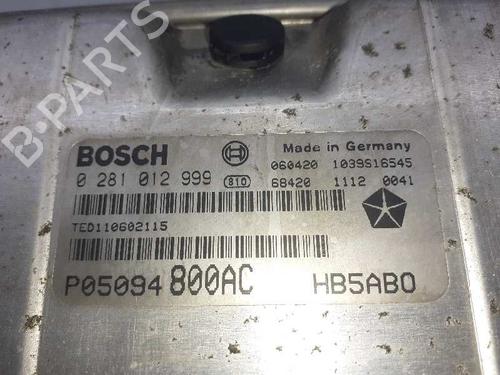 B-PARTS
BOSCH
Made in Germany
0 281 012 999
810
060420 1039S16545
68420 1112 0041
TED110602115
P05094 800AC HB5AB0